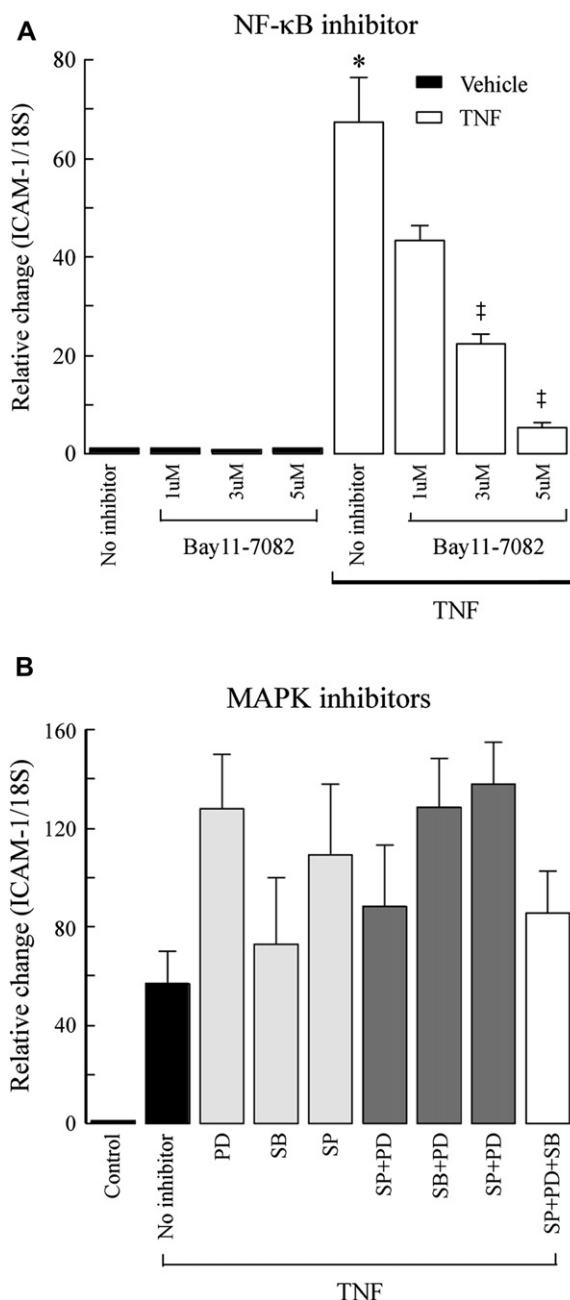 A
NF-κB inhibitor
Relative change (ICAM-1/18S)
80
60
40
20
0
*
‡
‡
Vehicle
TNF
No inhibitor
1uM
3uM
5uM
No inhibitor
1uM
3uM
5uM
Bay11-7082
Bay11-7082
TNF
B
MAPK inhibitors
Relative change (ICAM-1/18S)
160
120
80
40
0
Control
No inhibitor
PD
SB
SP
SP+PD
SB+PD
SP+PD
SP+PD+SB
TNF